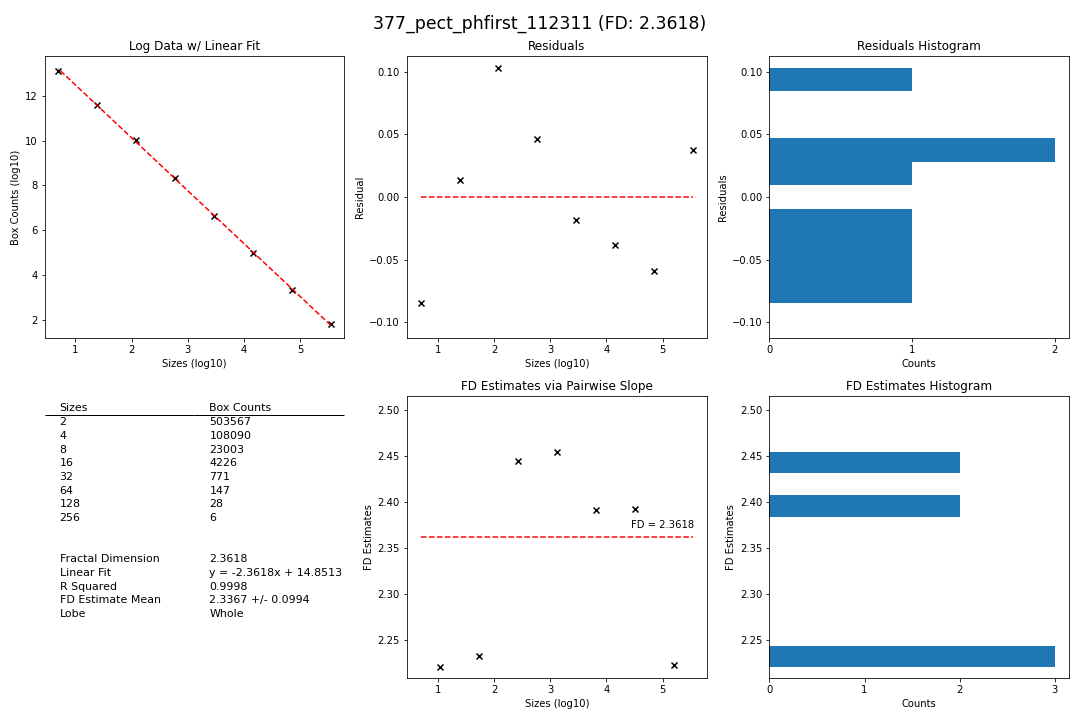 377_pect_phfirst_112311 (FD: 2.3618)
Log Data w/ Linear Fit
Box Counts (log10)
12
10
8
6
4
2
1 2 3 4 5
Sizes (log10)
Residuals
Residual
0.10
0.05
0.00
−0.05
−0.10
1 2 3 4 5
Sizes (log10)
Residuals Histogram
Residuals
0.10
0.05
0.00
−0.05
−0.10
0 1 2
Counts
Sizes Box Counts
2 503567
4 108090
8 23003
16 4226
32 771
64 147
128 28
256 6
Fractal Dimension 2.3618
Linear Fit y = -2.3618x + 14.8513
R Squared 0.9998
FD Estimate Mean 2.3367 +/- 0.0994
Lobe Whole
FD Estimates via Pairwise Slope
FD Estimates
2.50
2.45
2.40
2.35
2.30
2.25
FD = 2.3618
1 2 3 4 5
Sizes (log10)
FD Estimates Histogram
FD Estimates
2.50
2.45
2.40
2.35
2.30
2.25
0 1 2 3
Counts